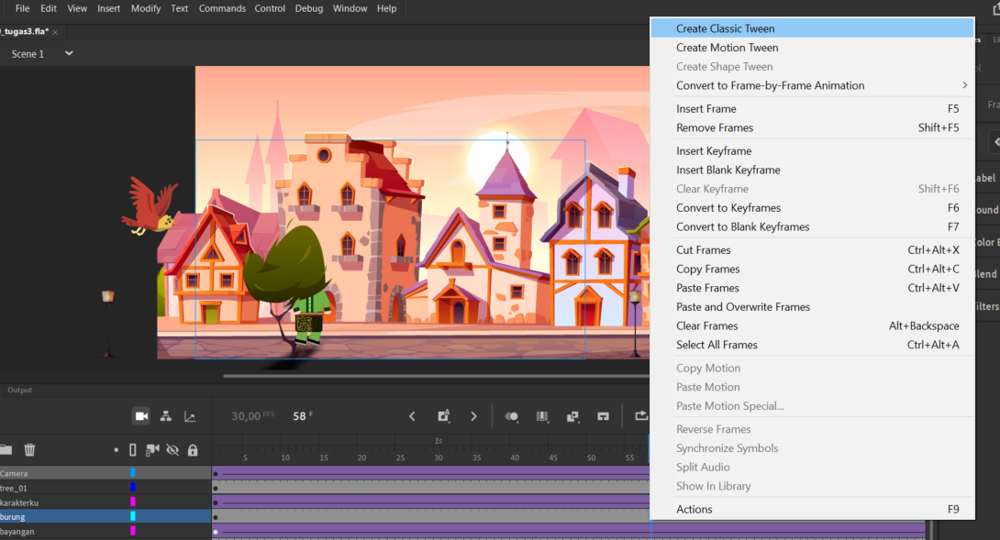 File Edit View Insert Modify Text Commands Control Debug Window Help
_tugas3.fla*
Scene 1
Create Classic Tween
Create Motion Tween
Create Shape Tween
Convert to Frame-by-Frame Animation
Insert Frame F5
Remove Frames Shift+F5
Insert Keyframe
Insert Blank Keyframe
Clear Keyframe Shift+F6
Convert to Keyframes F6
Convert to Blank Keyframes F7
Cut Frames Ctrl+Alt+X
Copy Frames Ctrl+Alt+C
Paste Frames Ctrl+Alt+V
Paste and Overwrite Frames
Clear Frames Alt+Backspace
Select All Frames Ctrl+Alt+A
Copy Motion
Paste Motion
Paste Motion Special...
Reverse Frames
Synchronize Symbols
Split Audio
Show In Library
Actions F9
Output
30,00 FPS 58 F
1s
5 10 15 20 25 30 35 40 45 50 55
Camera
tree_01
karakterku
burung
bayangan